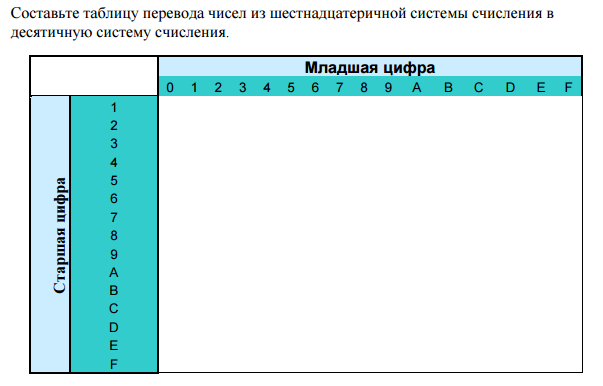 Составьте таблицу перевода чисел из шестнадцатеричной системы счисления в
десятичную систему счисления.
Младшая цифра
0 1 2 3 4 5 6 7 8 9 A B C D E F
Старшая цифра
1
2
3
4
5
6
7
8
9
A
B
C
D
E
F